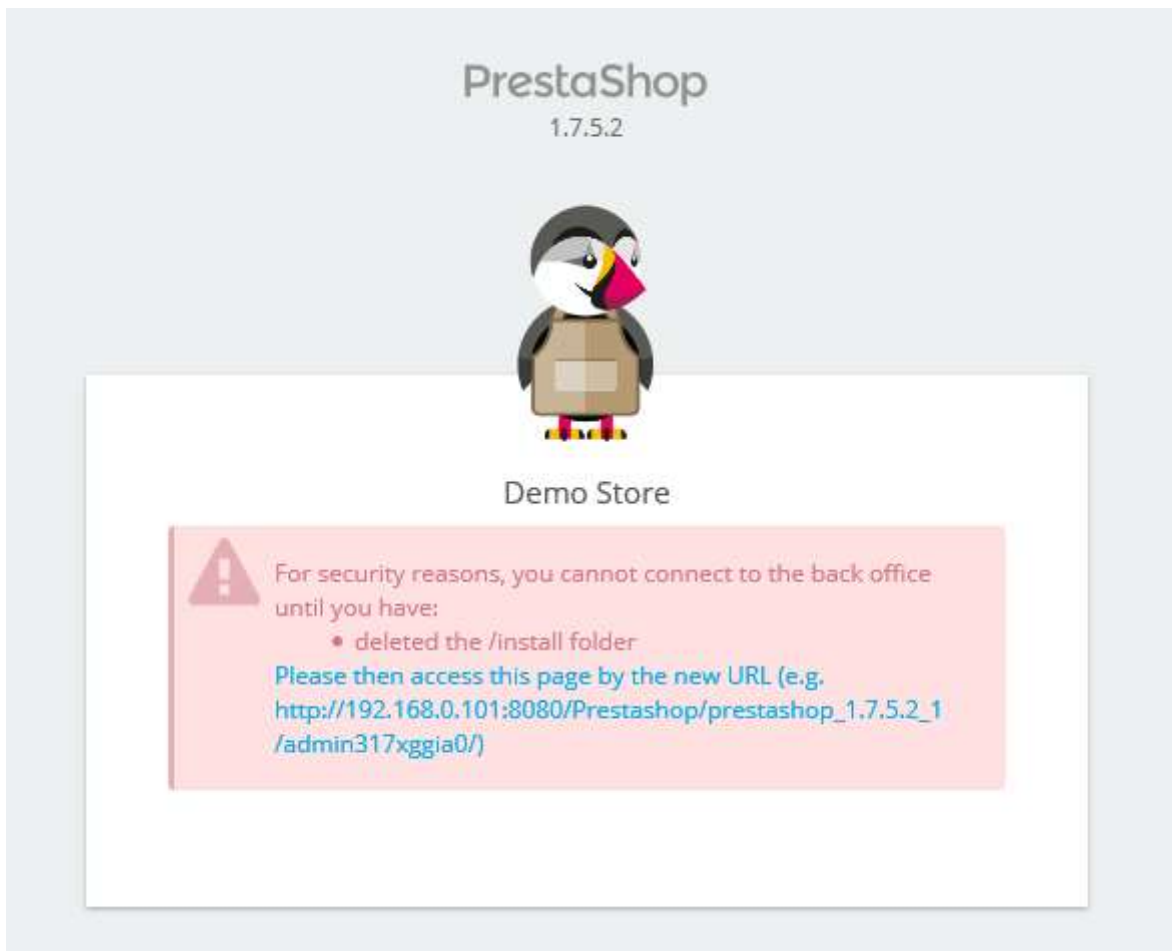 PrestaShop
1.7.5.2
Demo Store
For security reasons, you cannot connect to the back office
until you have:
• deleted the /install folder
Please then access this page by the new URL (e.g.
http://192.168.0.101:8080/Prestashop/prestashop_1.7.5.2_1
/admin317xggia0/)